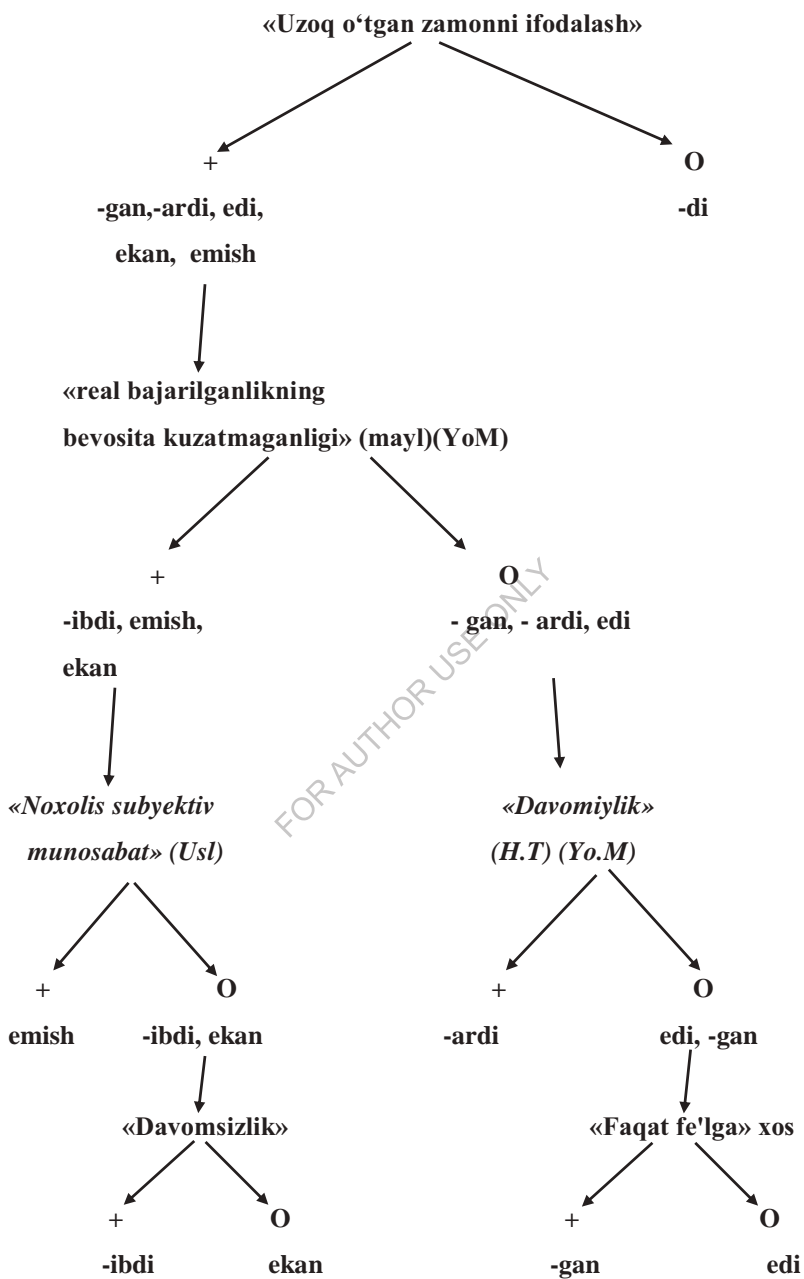 «Uzoq o‘tgan zamonni ifodalash»
+ O
-gan,-ardi, edi, -di
ekan, emish
«real bajarilganlikning
bevosita kuzatmaganligi» (mayl)(YoM)
+ O
-ibdi, emish, - gan, - ardi, edi
ekan
FOR AUTHOR USE ONLY
«Noxolis subyektiv «Davomiylik»
munosabat» (Usl) (H.T) (Yo.M)
+ O + O
emish -ibdi, ekan -ardi edi, -gan
«Davomsizlik» «Faqat fe'lga» xos
+ O + O
-ibdi ekan -gan edi